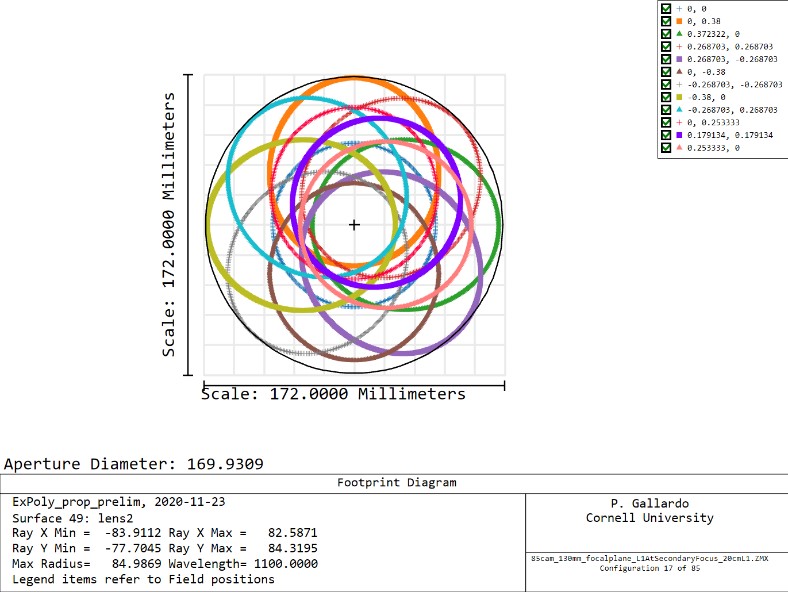 0, 0
0, 0.38
0.372322, 0
0.268703, 0.268703
0.268703, -0.268703
0, -0.38
-0.268703, -0.268703
-0.38, 0
-0.268703, 0.268703
0, 0.253333
0.179134, 0.179134
0.253333, 0
Scale: 172.0000 Millimeters
Scale: 172.0000 Millimeters
Aperture Diameter: 169.9309
Footprint Diagram
ExPoly_prop_prelim, 2020-11-23
Surface 49: lens2
Ray X Min = -83.9112 Ray X Max = 82.5871
Ray Y Min = -77.7045 Ray Y Max = 84.3195
Max Radius= 84.9869 Wavelength= 1100.0000
Legend items refer to Field positions
P. Gallardo
Cornell University
85cam_130mm_focalplane_L1AtSecondaryFocus_20cmL1.ZMX
Configuration 17 of 85